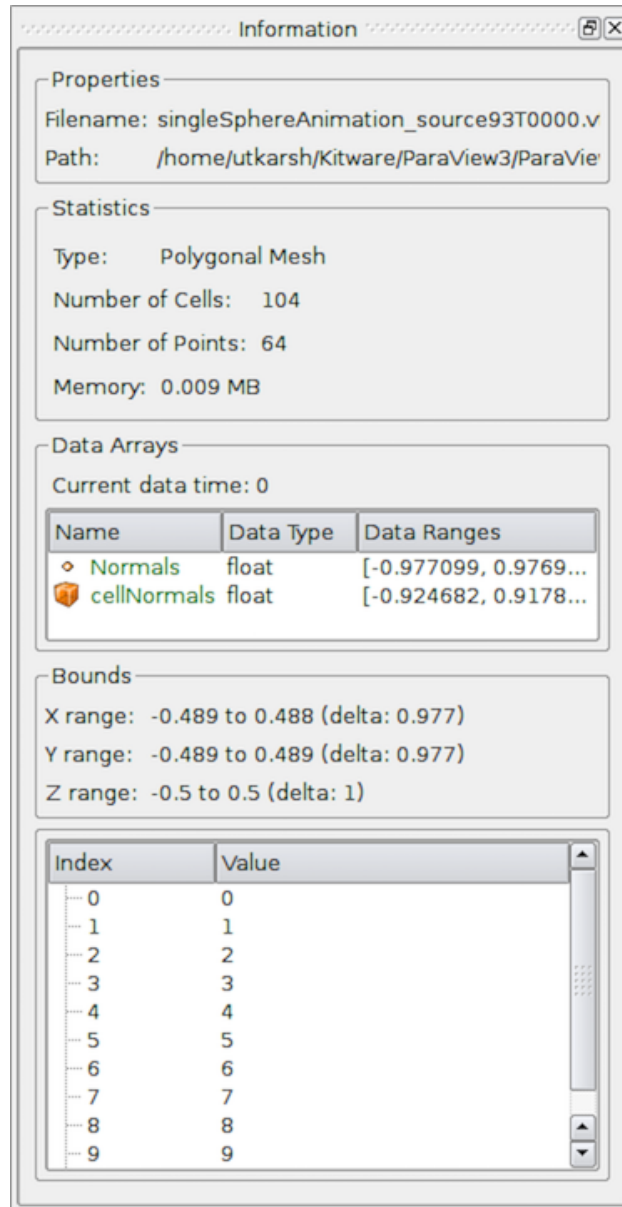 Information
Properties
Filename: singleSphereAnimation_source93T0000.v
Path: /home/utkarsh/Kitware/ParaView3/ParaVie
Statistics
Type: Polygonal Mesh
Number of Cells: 104
Number of Points: 64
Memory: 0.009 MB
Data Arrays
Current data time: 0
Name Data Type Data Ranges
Normals float [-0.977099, 0.9769...
cellNormals float [-0.924682, 0.9178...
Bounds
X range: -0.489 to 0.488 (delta: 0.977)
Y range: -0.489 to 0.489 (delta: 0.977)
Z range: -0.5 to 0.5 (delta: 1)
Index Value
0 0
1 1
2 2
3 3
4 4
5 5
6 6
7 7
8 8
9 9